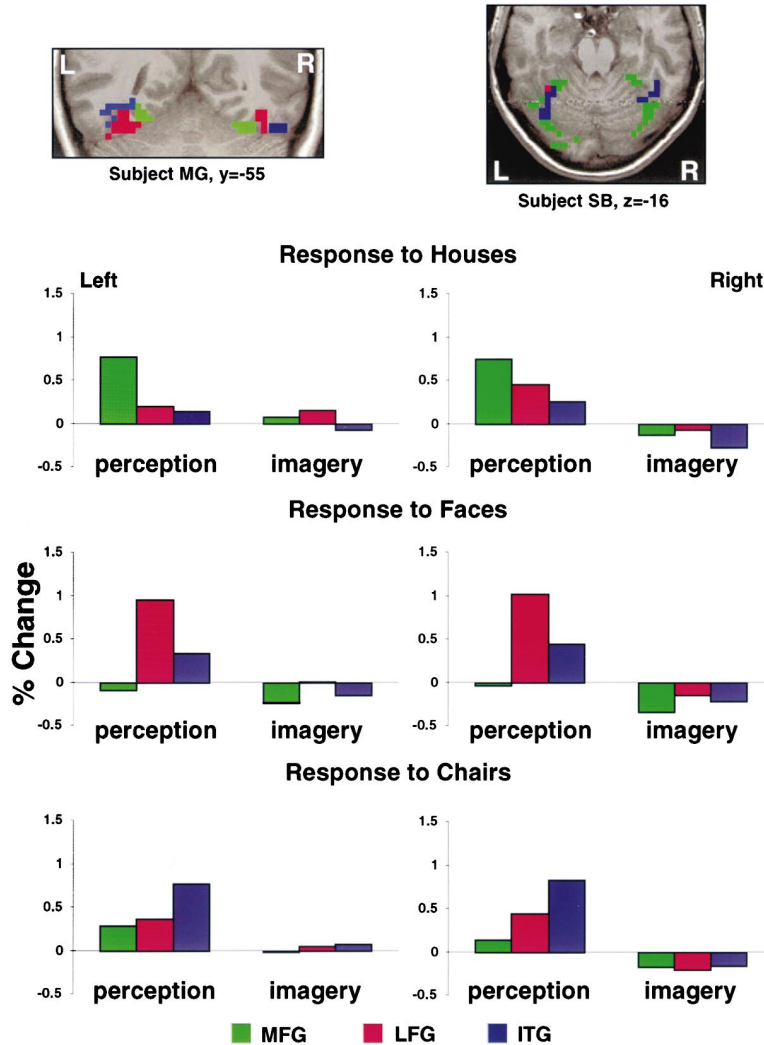 L R L R
Subject MG, y=-55
Subject SB, z=-16
Response to Houses
Left Right
1.5 1.5
1 1
0.5 0.5
0 0
-0.5 -0.5
perception imagery perception imagery
Response to Faces
% Change
1.5 1.5
1 1
0.5 0.5
0 0
-0.5 -0.5
perception imagery perception imagery
Response to Chairs
1.5 1.5
1 1
0.5 0.5
0 0
-0.5 -0.5
perception imagery perception imagery
MFG LFG ITG